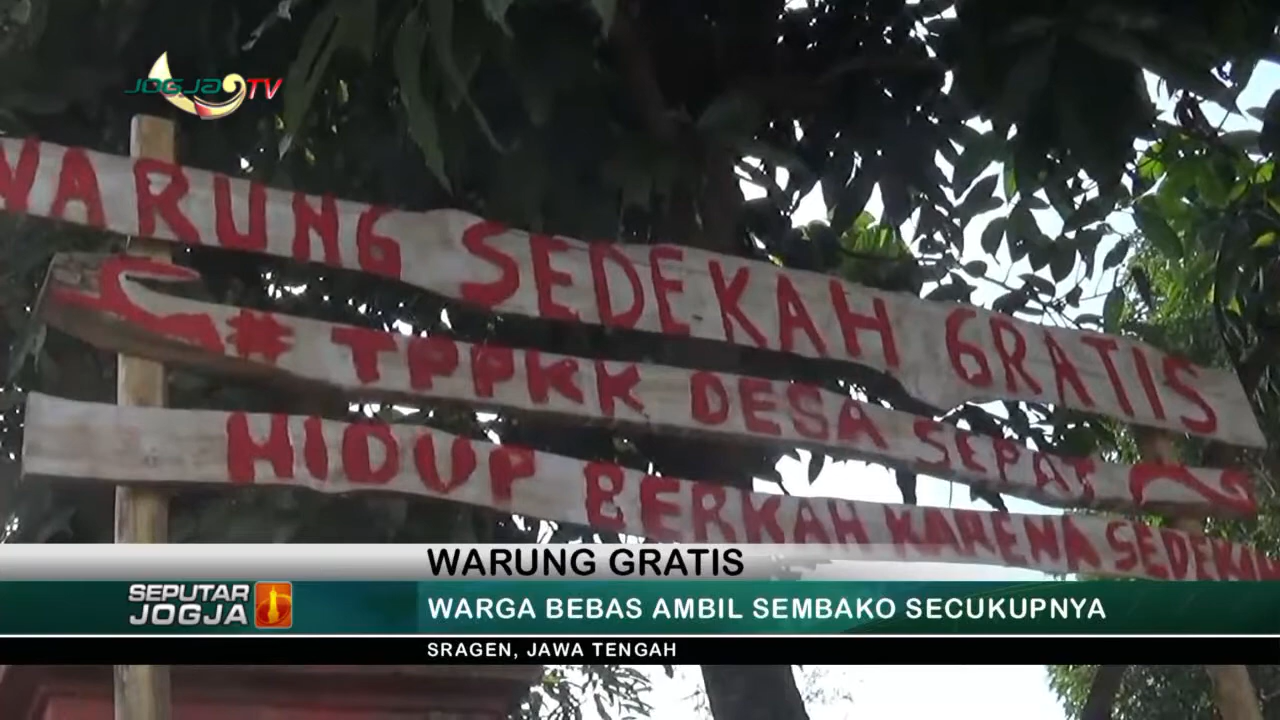 JOGJA TV
WARUNG SEDEKAH GRATIS
# TPPKK DESA SEPAT
HIDUP BERKAH KARENA SEDEKAH
WARUNG GRATIS
SEPUTAR
JOGJA
WARGA BEBAS AMBIL SEMBAKO SECUKUPNYA
SRAGEN, JAWA TENGAH